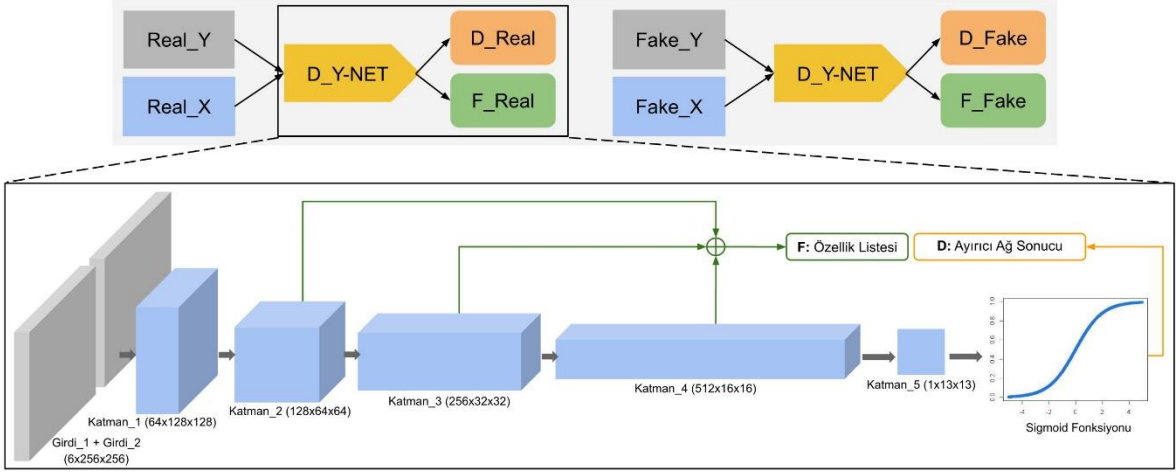 Real_Y
D_Real
D_Y-NET
Real_X
F_Real
Fake_Y
D_Fake
D_Y-NET
Fake_X
F_Fake
F: Özellik Listesi
D: Ayırıcı Ağ Sonucu
Katman_1 (64x128x128)
Katman_2 (128x64x64)
Katman_3 (256x32x32)
Katman_4 (512x16x16)
Katman_5 (1x13x13)
Girdi_1 + Girdi_2
(6x256x256)
1.0
0.8
0.6
0.4
0.2
0.0
-4 -2 0 2 4
Sigmoid Fonksiyonu